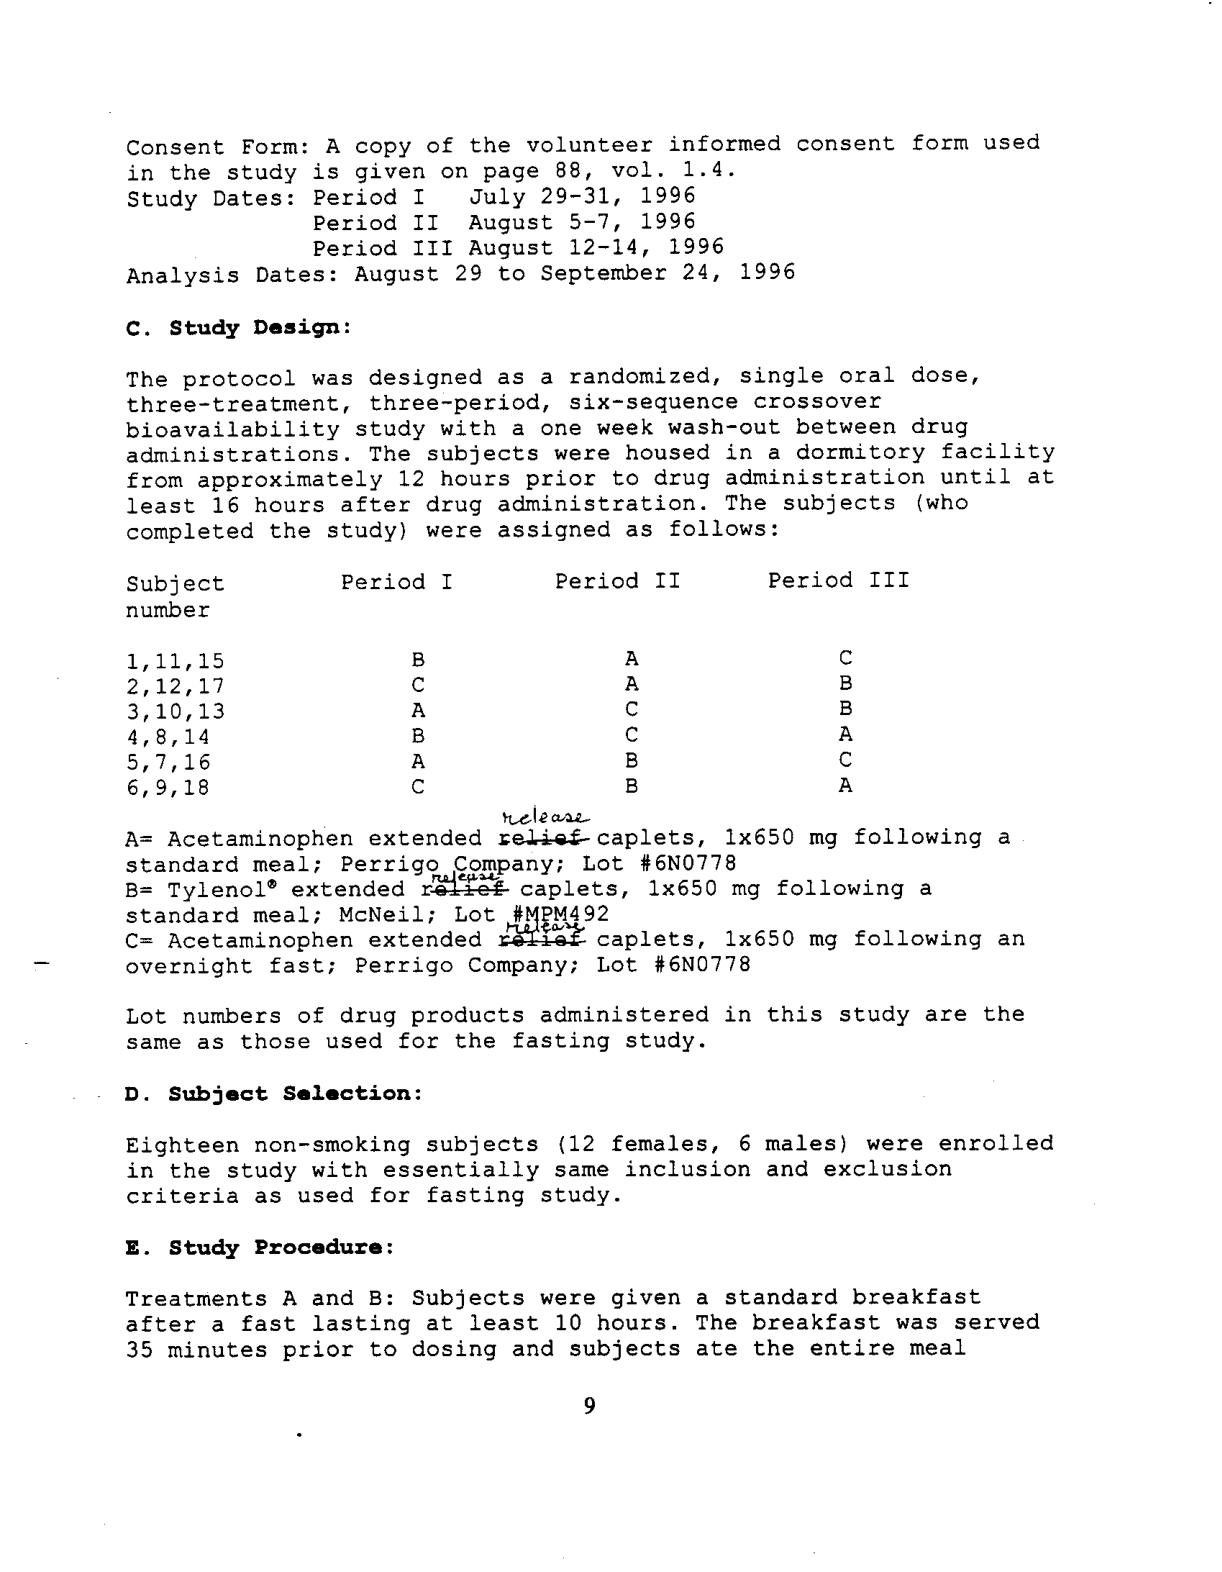 Consent Form: A copy of the volunteer informed consent form used
in the study is given on page 88, vol. 1.4.
Study Dates: Period I July 29-31, 1996
Period II August 5-7, 1996
Period III August 12-14, 1996
Analysis Dates: August 29 to September 24, 1996
C. Study Design:
The protocol was designed as a randomized, single oral dose,
three-treatment, three-period, six-sequence crossover
bioavailability study with a one week wash-out between drug
administrations. The subjects were housed in a dormitory facility
from approximately 12 hours prior to drug administration until at
least 16 hours after drug administration. The subjects (who
completed the study) were assigned as follows:
Subject Period I Period II Period III
number
1,11,15 B A C
2,12,17 C A B
3,10,13 A C B
4,8,14 B C A
5,7,16 A B C
6,9,18 C B A
release
A= Acetaminophen extended relief caplets, 1x650 mg following a
standard meal; Perrigo Company; Lot #6N0778
release
B= Tylenol® extended relief caplets, 1x650 mg following a
standard meal; McNeil; Lot #MPM492
release
C= Acetaminophen extended relief caplets, 1x650 mg following an
overnight fast; Perrigo Company; Lot #6N0778
Lot numbers of drug products administered in this study are the
same as those used for the fasting study.
D. Subject Selection:
Eighteen non-smoking subjects (12 females, 6 males) were enrolled
in the study with essentially same inclusion and exclusion
criteria as used for fasting study.
E. Study Procedure:
Treatments A and B: Subjects were given a standard breakfast
after a fast lasting at least 10 hours. The breakfast was served
35 minutes prior to dosing and subjects ate the entire meal
9